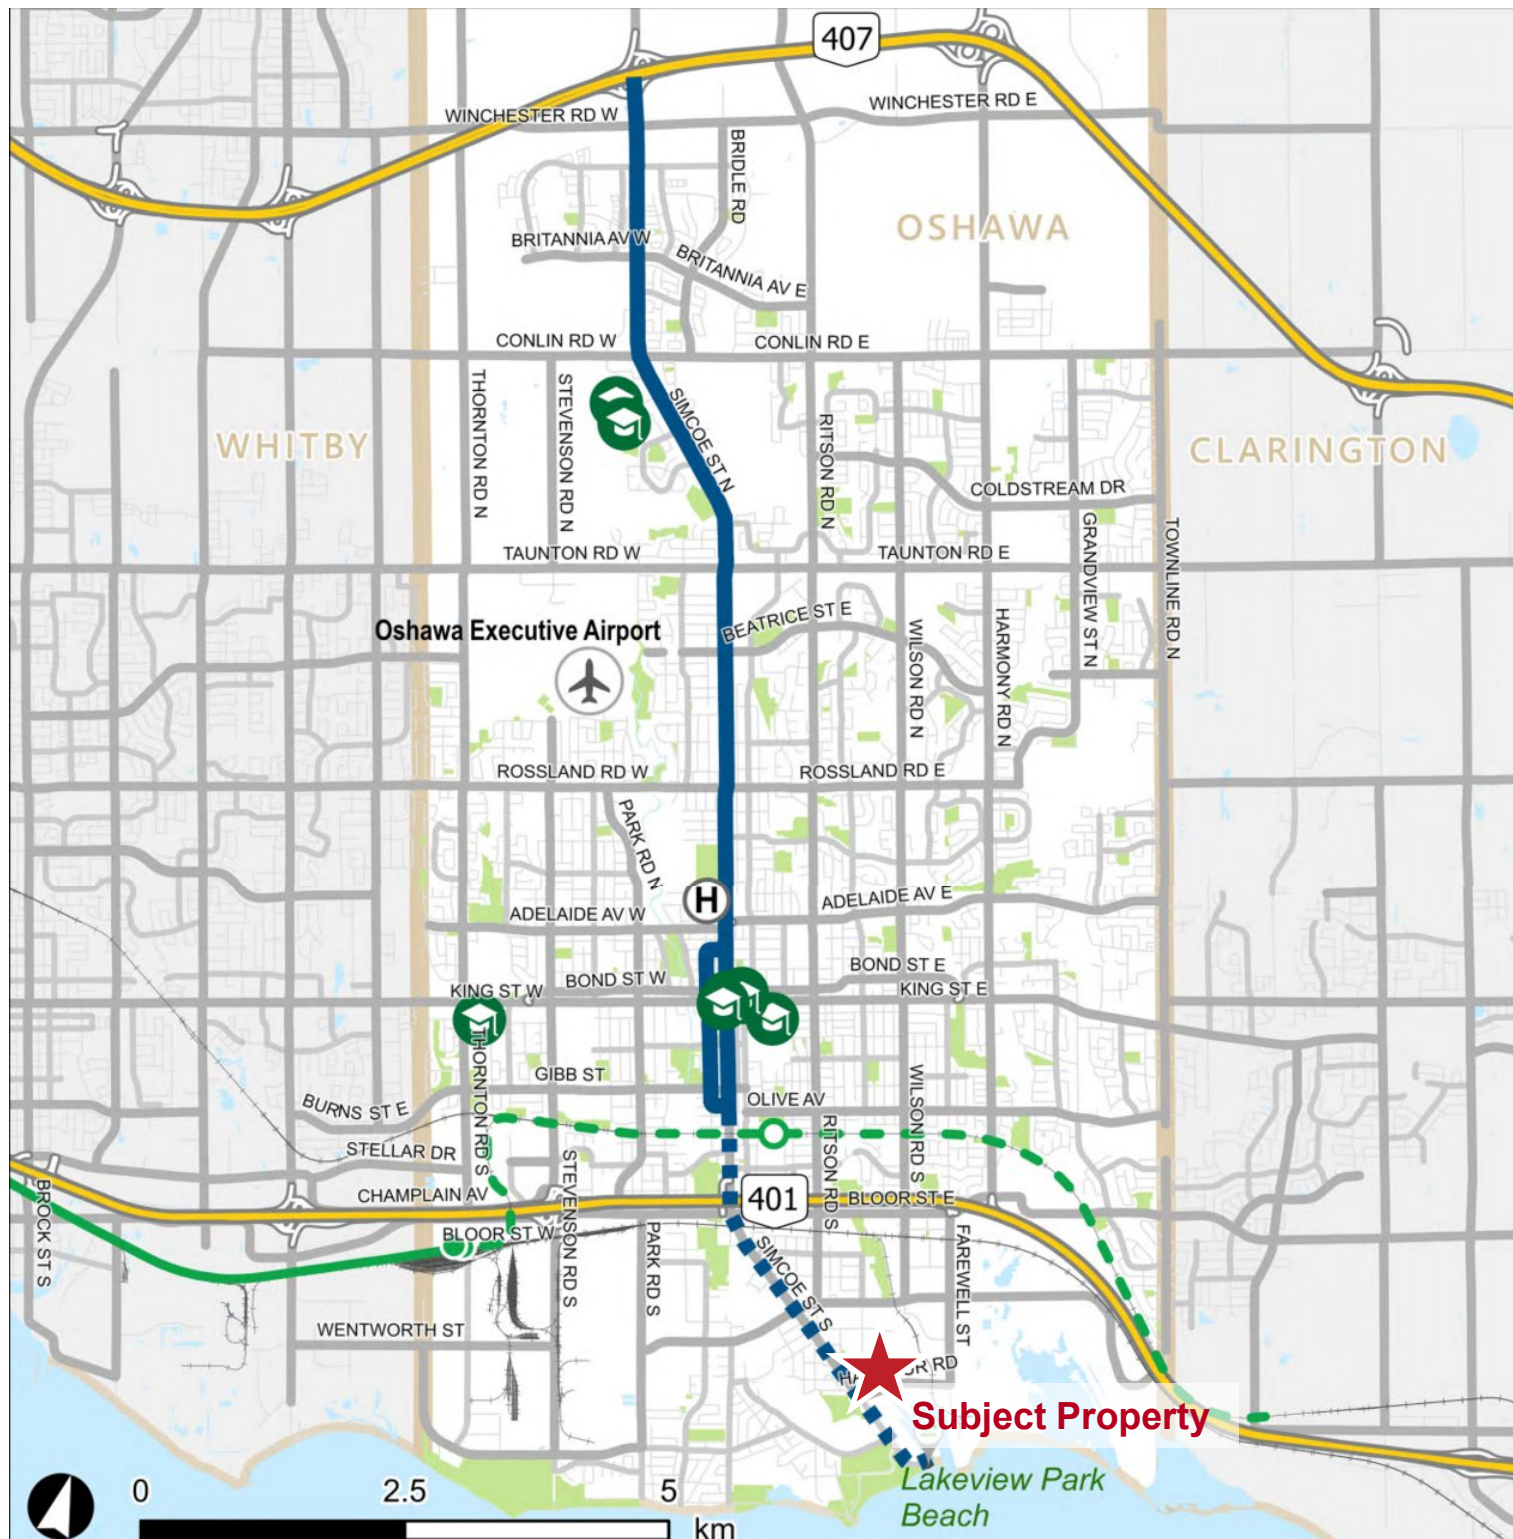 407
WINCHESTER RD W
WINCHESTER RD E
BRIDLE RD
OSHAWA
BRITANNIA AV W
BRITANNIA AV E
CONLIN RD W
CONLIN RD E
THORNTON RD N
STEVENSON RD N
SIMCOE ST N
RITSON RD N
WHITBY
CLARINGTON
COLDSTREAM DR
GRANDVIEW ST N
TOWNLINE RD N
TAUNTON RD W
TAUNTON RD E
Oshawa Executive Airport
BEATRICE ST E
WILSON RD N
HARMONY RD N
ROSSLAND RD W
ROSSLAND RD E
PARK RD N
H
ADELAIDE AV W
ADELAIDE AV E
BOND ST W
BOND ST E
KING ST W
KING ST E
THORNTON RD S
GIBB ST
OLIVE AV
WILSON RD S
BURNS ST E
RITSON RD S
STELLAR DR
STEVENSON RD S
BROCK ST S
CHAMPLAIN AV
401
BLOOR ST E
BLOOR ST W
PARK RD S
SIMCOE ST S
FAREWELL ST
WENTWORTH ST
RD
Subject Property
Lakeview Park
Beach
0 2.5 5
km